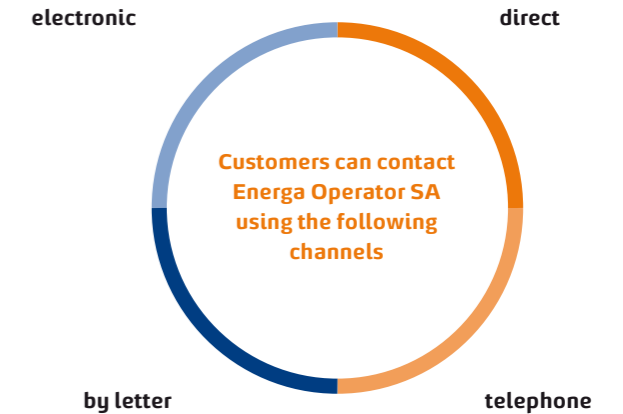 electronic
direct
Customers can contact
Energa Operator SA
using the following
channels
by letter
telephone